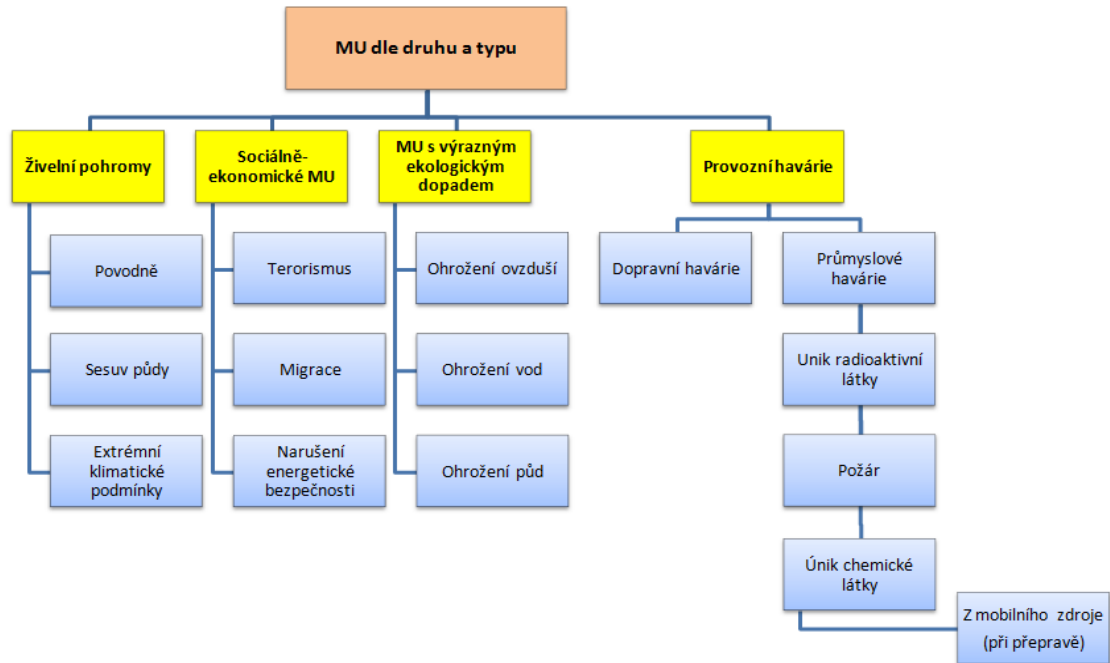 MU dle druhu a typu
Živelní pohromy
Sociálně-
ekonomické MU
MU s výrazným
ekologickým
dopadem
Provozní havárie
Povodně
Terorismus
Ohrožení ovzduší
Dopravní havárie
Průmyslové
havárie
Sesuv půdy
Migrace
Ohrožení vod
Unik radioaktivní
látky
Extrémní
klimatické
podmínky
Narušení
energetické
bezpečnosti
Ohrožení půd
Požár
Únik chemické
látky
Z mobilního zdroje
(při přepravě)